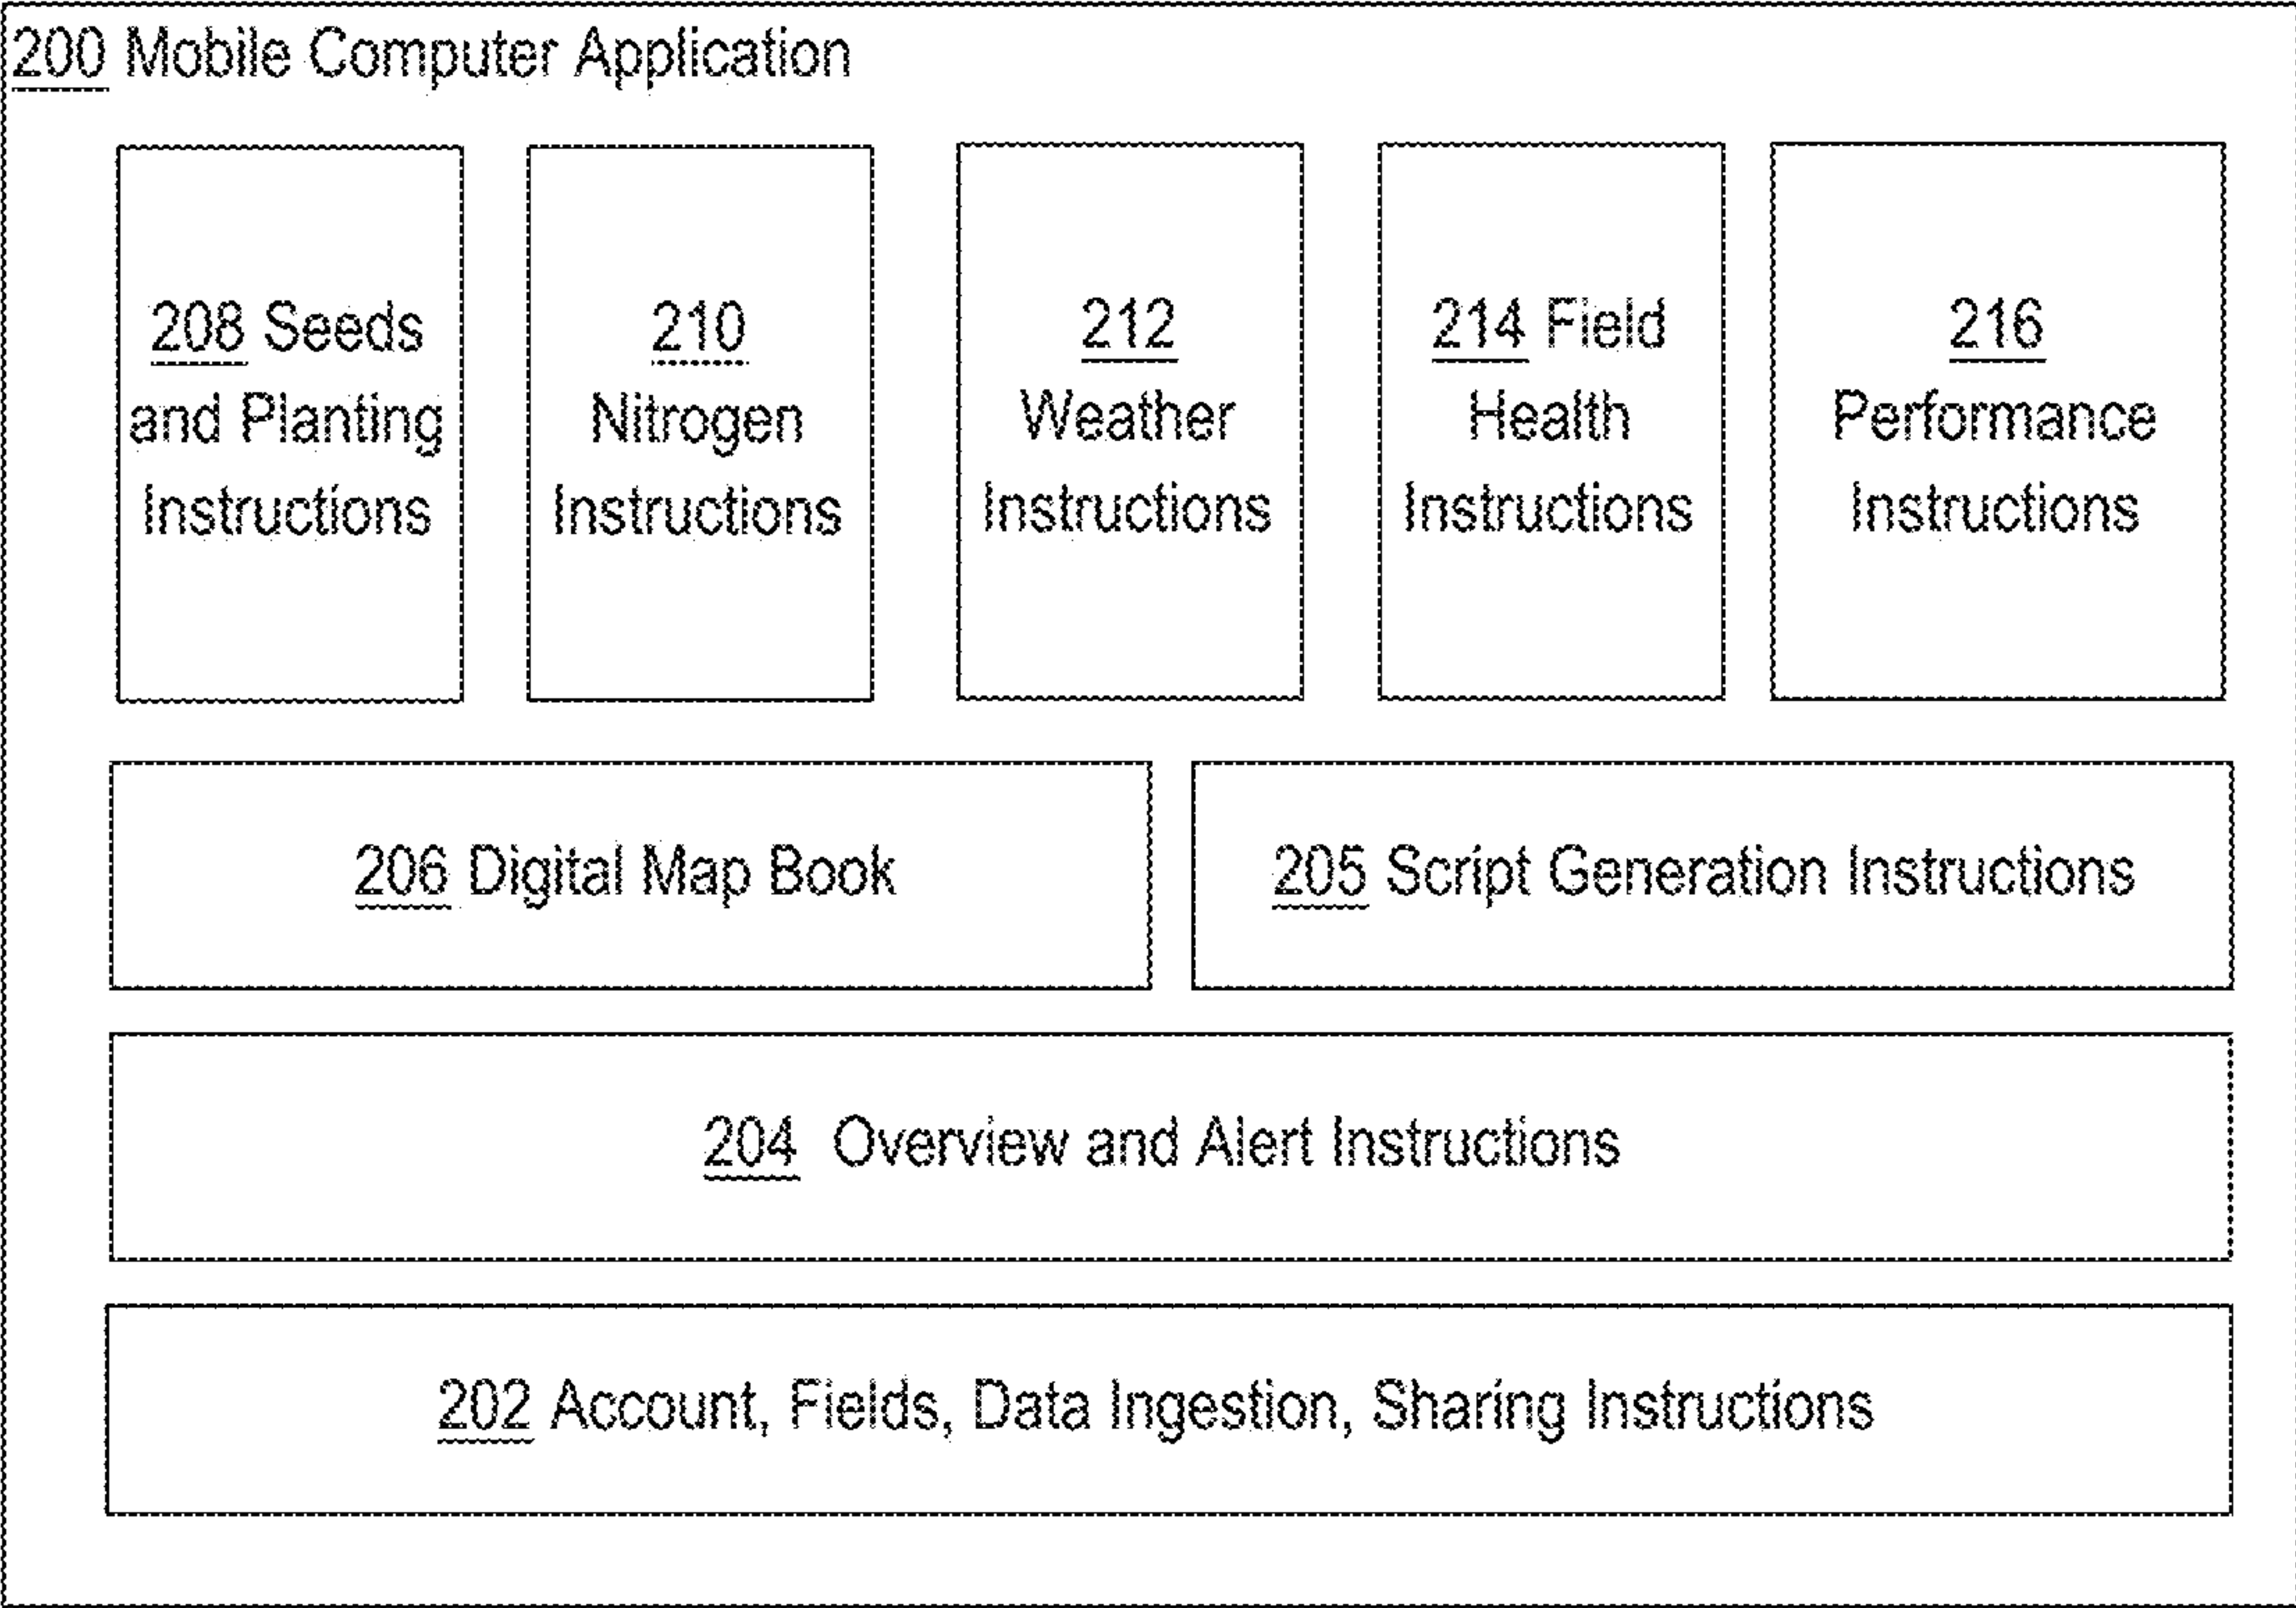 200 Mobile Computer Application
208 Seeds
and Planting
Instructions
210
Nitrogen
Instructions
212
Weather
Instructions
214 Field
Health
Instructions
216
Performance
Instructions
206 Digital Map Book
205 Script Generation Instructions
204 Overview and Alert Instructions
202 Account, Fields, Data Ingestion, Sharing Instructions